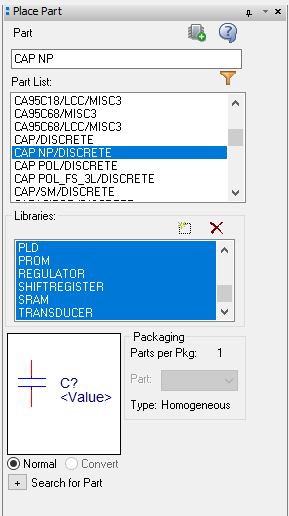 Place Part
Part
CAP NP
Part List:
CA95C18/LCC/MISC3
CA95C68/MISC3
CA95C68/LCC/MISC3
CAP/DISCRETE
CAP NP/DISCRETE
CAP POL/DISCRETE
CAP POL_FS_3L/DISCRETE
CAP/SM/DISCRETE
Libraries:
PLD
PROM
REGULATOR
SHIFTREGISTER
SRAM
TRANSDUCER
C?
<Value>
Packaging
Parts per Pkg: 1
Part:
Type: Homogeneous
Normal Convert
+ Search for Part